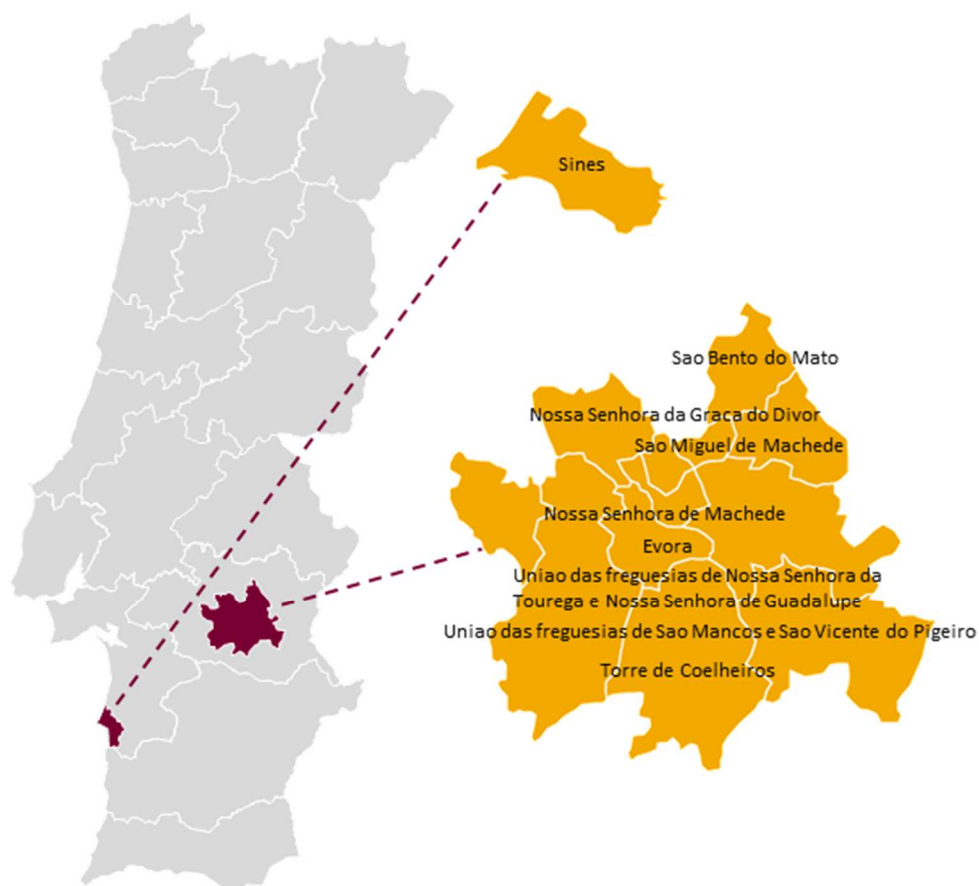 Sines
Sao Bento do Mato
Nossa Senhora da Graca do Divor
Sao Miguel de Machede
Nossa Senhora de Machede
Evora
Uniao das freguesias de Nossa Senhora da
Tourega e Nossa Senhora de Guadalupe
Uniao das freguesias de Sao Mancos e Sao Vicente do Pigeiro
Torre de Coelheiros